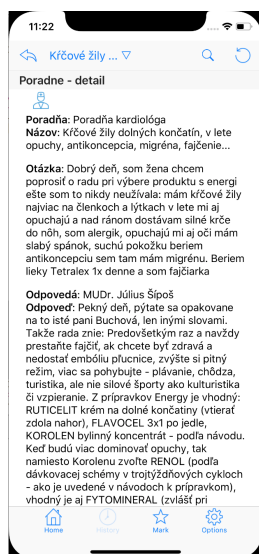 11:22
Kŕčové žily ... ▽
Poradne - detail
Poradňa: Poradňa kardiológa
Názov: Kŕčové žily dolných končatín, v lete
opuchy, antikoncepcia, migréna, fajčenie...
Otázka: Dobrý deň, som žena chcem
poprosiť o radu pri výbere produktu s energi
ešte som to nikdy neužívala: mám kŕčové žily
najviac na členkoch a lýtkach v lete mi aj
opuchajú a nad ránom dostávam silné krče
do nôh, som alergik, opuchajú mi aj oči mám
slabý spánok, suchú pokožku beriem
antikoncepciu sem tam mám migrénu. Beriem
lieky Tetralex 1x denne a som fajčiarka
Odpovedá: MUDr. Július Šípoš
Odpoveď: Pekný deň, pýtate sa opakovane
na to isté pani Buchová, len inými slovami.
Takže rada znie: Predovšetkým raz a navždy
prestaňte fajčiť, ak chcete byť zdravá a
nedostať embóliu pľucnice, zvýšte si pitný
režim, viac sa pohybujte - plávanie, chôdza,
turistika, ale nie silové športy ako kulturistika
či vzpieranie. Z prípravkov Energy je vhodný:
RUTICELIT krém na dolné končatiny (vtierať
zdola nahor), FLAVOCEL 3x1 po jedle,
KOROLEN bylinný koncentrát - podľa návodu.
Keď budú viac dominovať opuchy, tak
namiesto Korolenu zvoľte RENOL (podľa
dávkovacej schémy v trojtýždňových cykloch
- ako je uvedené v návodoch k prípravkom),
vhodný je aj FYTOMINERAL (zvlášť pri
Home
History
Mark
Options